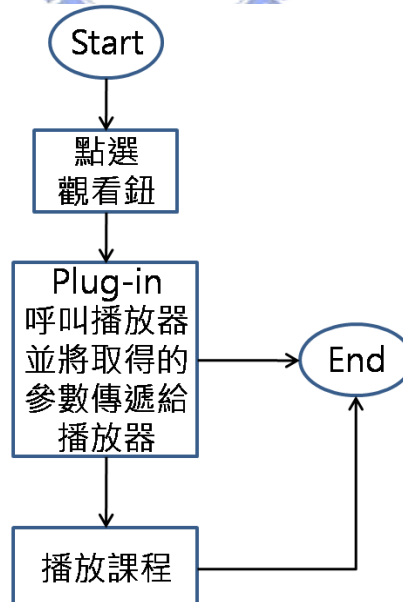 Start
點選
觀看鈕
Plug-in
呼叫播放器
並將取得的
參數傳遞給
播放器
End
播放課程